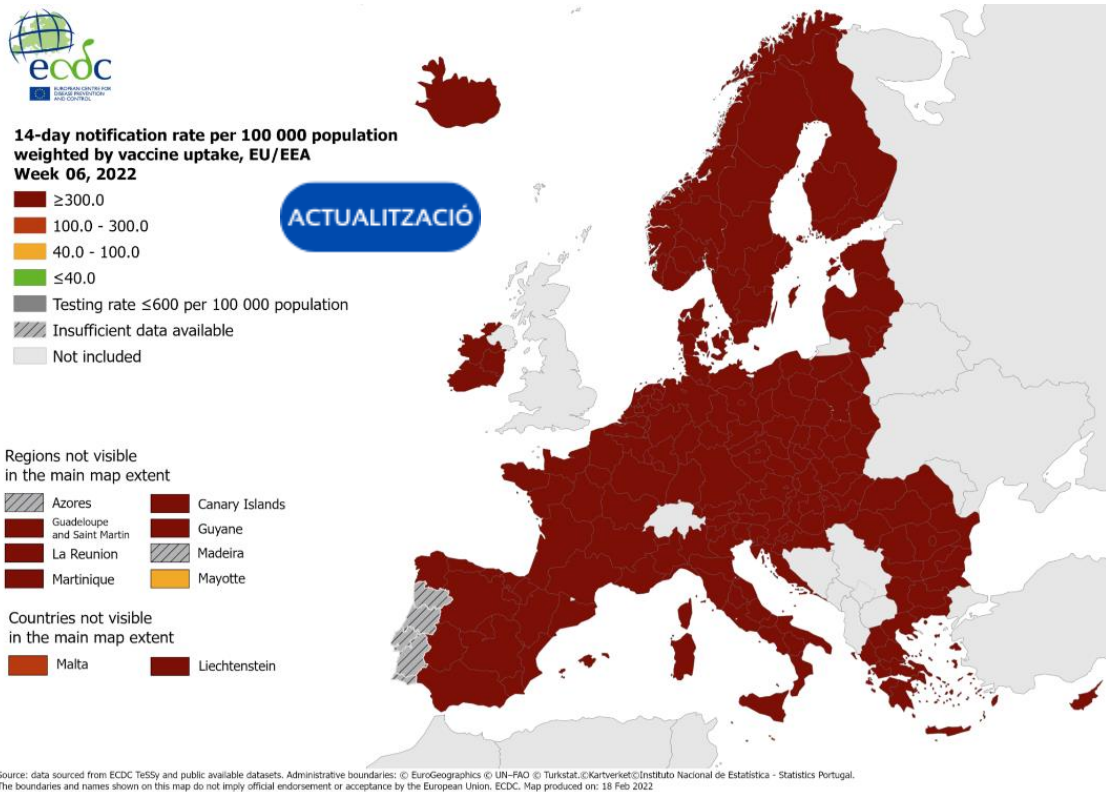 ecdc
EUROPEAN CENTRE FOR
DISEASE PREVENTION
AND CONTROL
14-day notification rate per 100 000 population
weighted by vaccine uptake, EU/EEA
Week 06, 2022
≥300.0
100.0 - 300.0
40.0 - 100.0
≤40.0
Testing rate ≤600 per 100 000 population
Insufficient data available
Not included
ACTUALITZACIÓ
Regions not visible
in the main map extent
Azores
Canary Islands
Guadeloupe
and Saint Martin
Guyane
La Reunion
Madeira
Martinique
Mayotte
Countries not visible
in the main map extent
Malta
Liechtenstein
Source: data sourced from ECDC TeSSy and public available datasets. Administrative boundaries: © EuroGeographics © UN–FAO © Turkstat.©Kartverket©Instituto Nacional de Estatística - Statistics Portugal.
The boundaries and names shown on this map do not imply official endorsement or acceptance by the European Union. ECDC. Map produced on: 18 Feb 2022